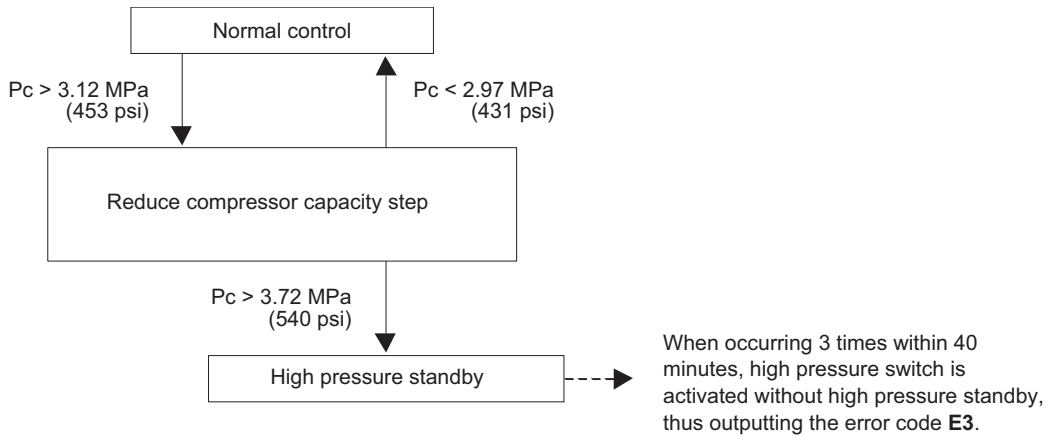 Normal control
Pc > 3.12 MPa
(453 psi)
Pc < 2.97 MPa
(431 psi)
Reduce compressor capacity step
Pc > 3.72 MPa
(540 psi)
High pressure standby
When occurring 3 times within 40
minutes, high pressure switch is
activated without high pressure standby,
thus outputting the error code E3.